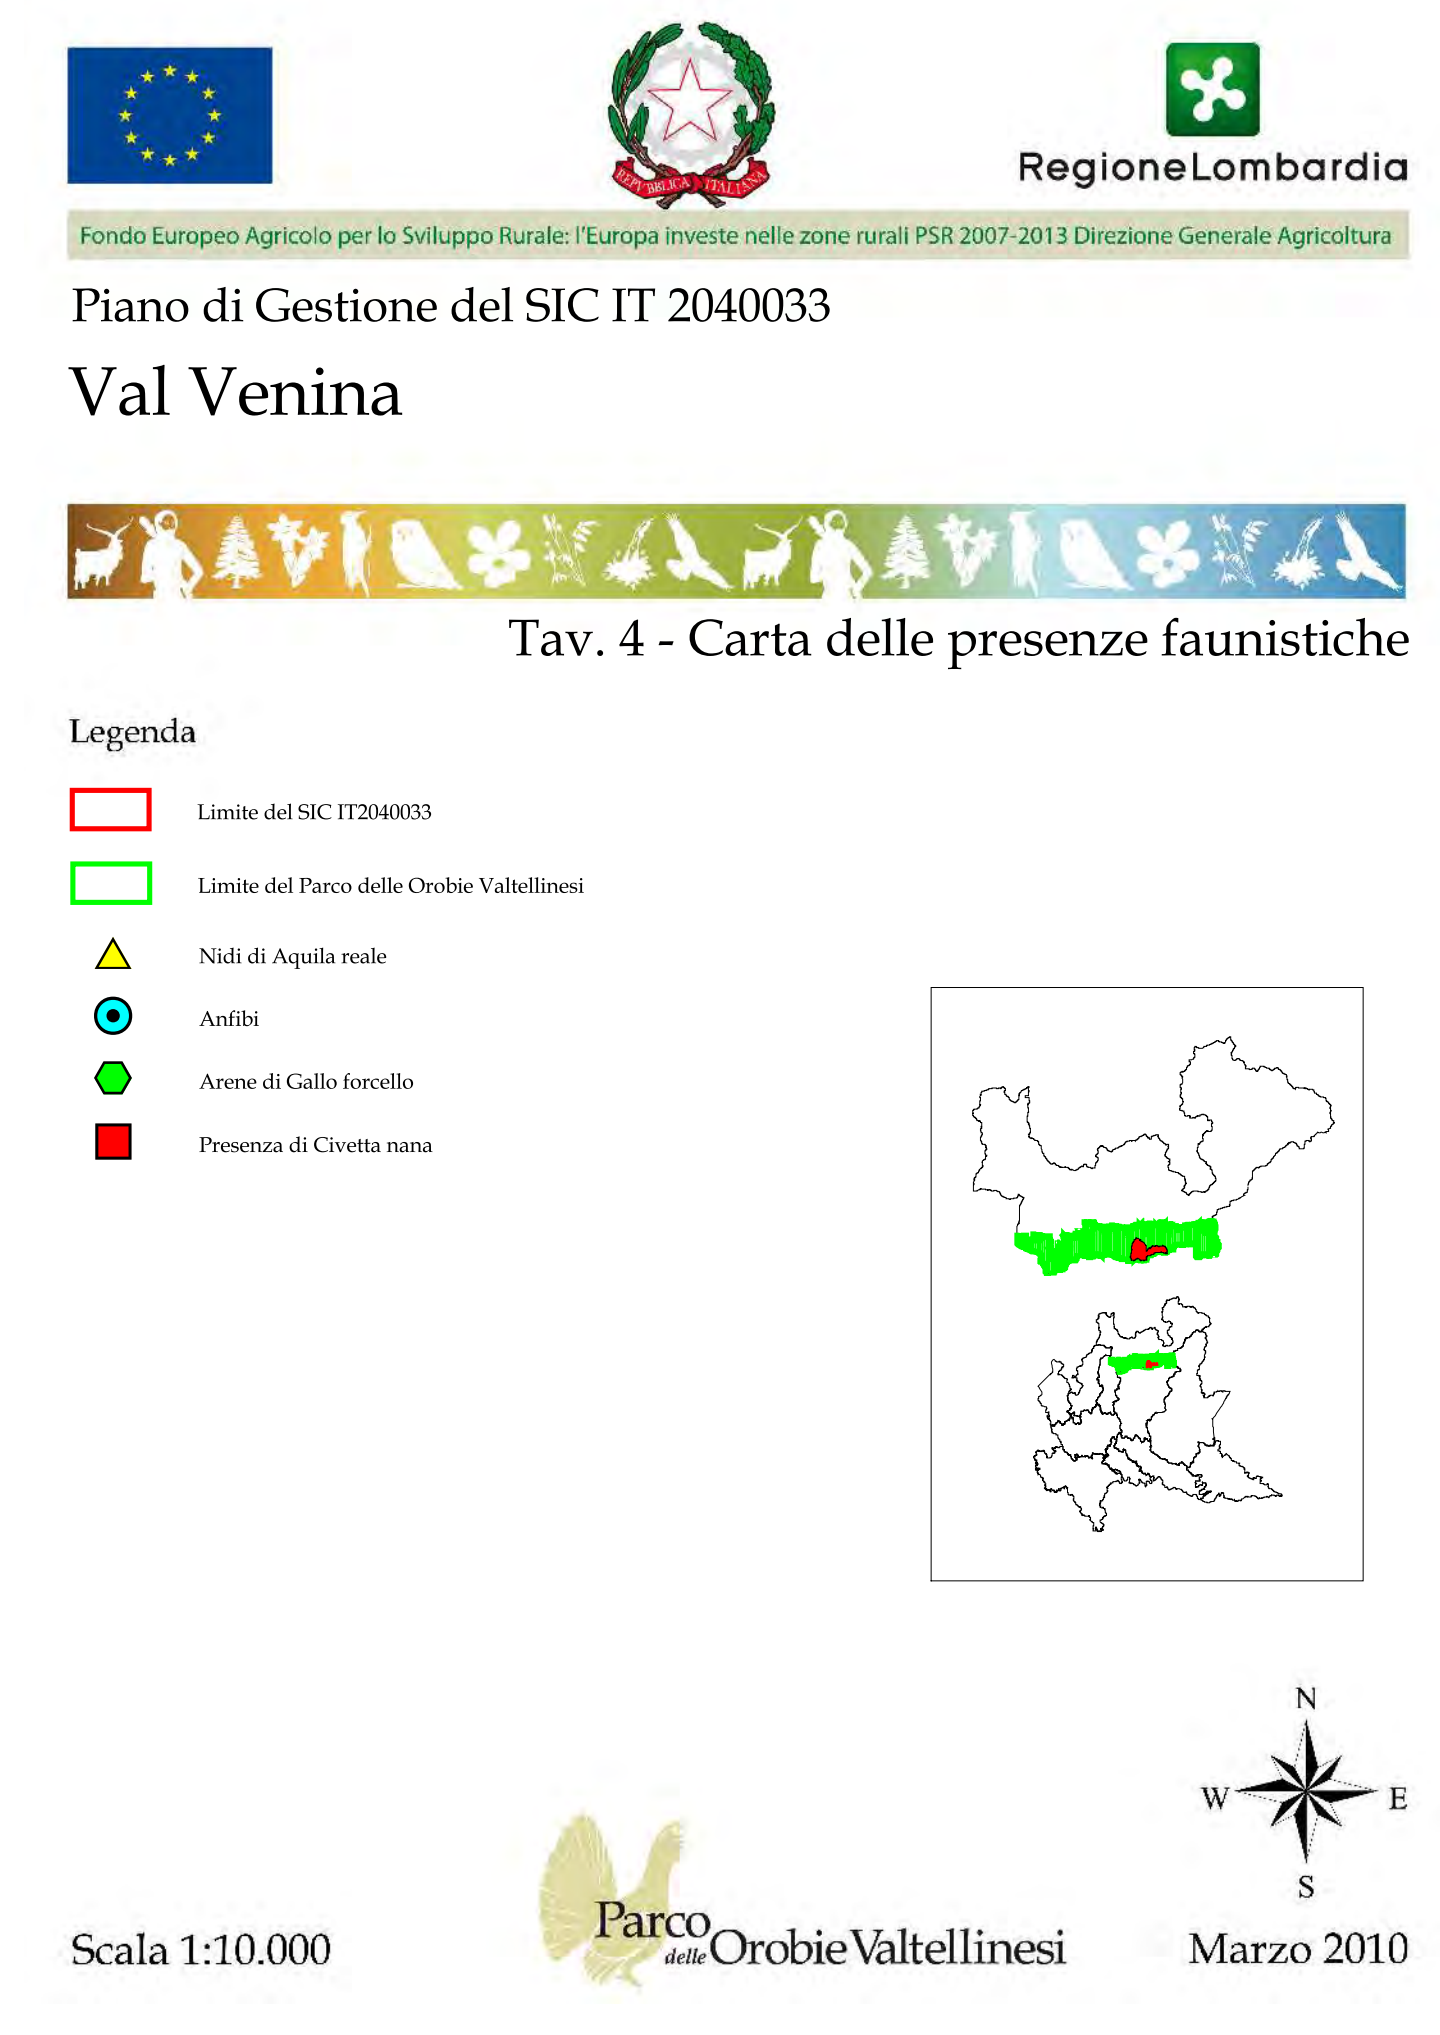 REPVBBLICA ITALIANA
RegioneLombardia
Fondo Europeo Agricolo per lo Sviluppo Rurale: l'Europa investe nelle zone rurali PSR 2007-2013 Direzione Generale Agricoltura
Piano di Gestione del SIC IT 2040033
Val Venina
Tav. 4 - Carta delle presenze faunistiche
Legenda
Limite del SIC IT2040033
Limite del Parco delle Orobie Valtellinesi
Nidi di Aquila reale
Anfibi
Arene di Gallo forcello
Presenza di Civetta nana
N
W E
S
Scala 1:10.000
Parco
delle Orobie Valtellinesi
Marzo 2010